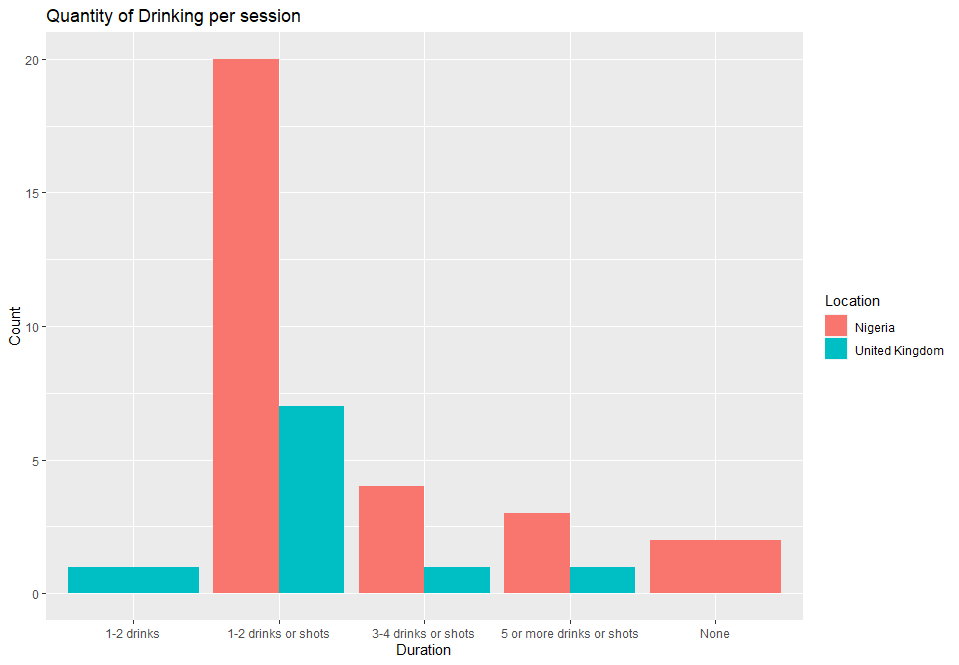 Quantity of Drinking per session
20
15
10
5
0
Count
1-2 drinks
1-2 drinks or shots
3-4 drinks or shots
5 or more drinks or shots
None
Duration
Location
Nigeria
United Kingdom